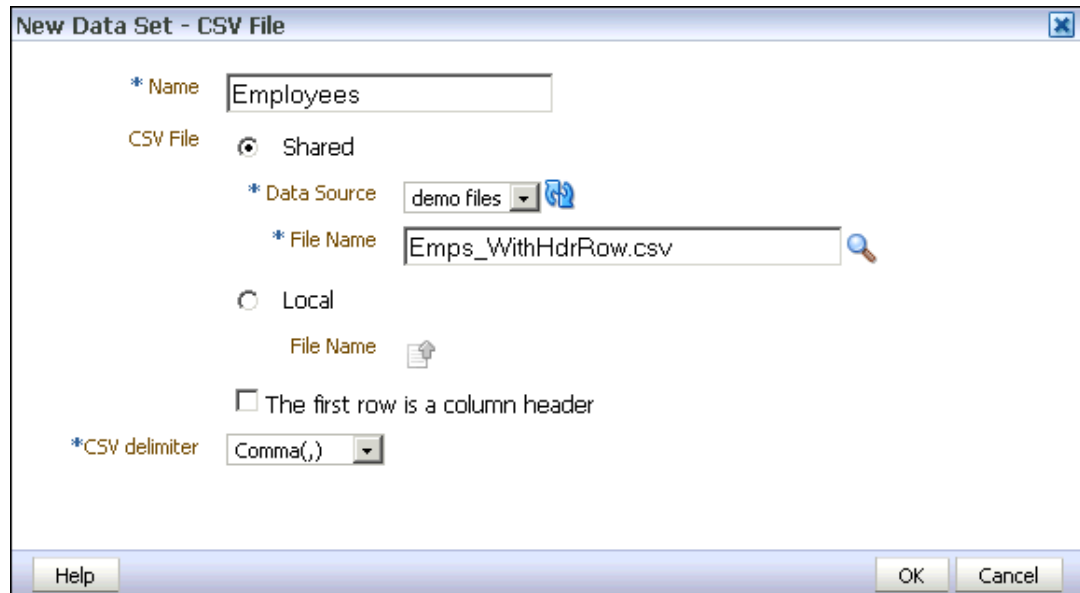 New Data Set - CSV File
* Name Employees
CSV File Shared
* Data Source demo files
* File Name Emps_WithHdrRow.csv
Local
File Name
The first row is a column header
*CSV delimiter Comma(,)
Help OK Cancel